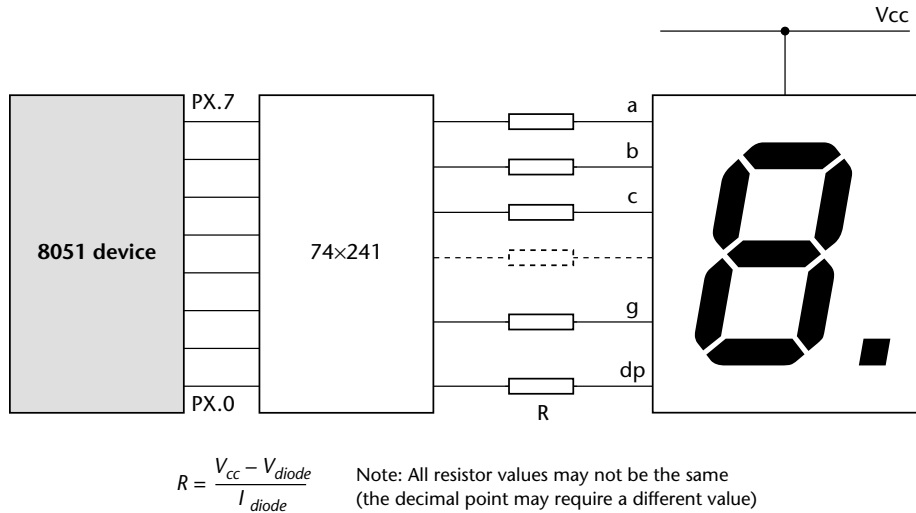 Vcc
PX.7
a
b
c
8051 device
74×241
g
dp
PX.0
R
R = Vcc – Vdiode / I diode
Note: All resistor values may not be the same
(the decimal point may require a different value)